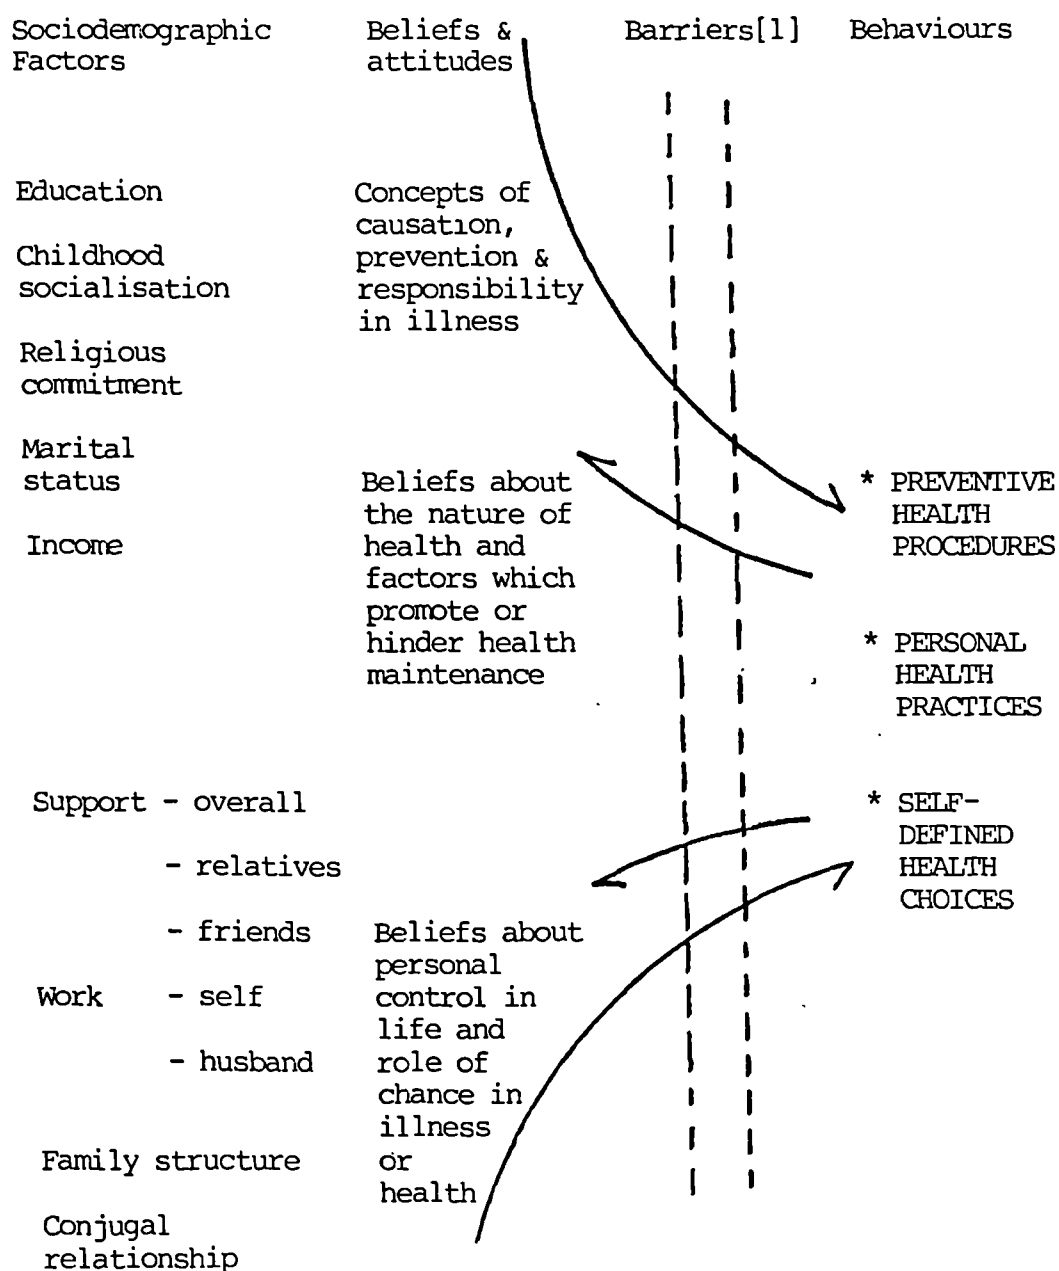 Sociodemographic
Factors
Beliefs &
attitudes
Barriers[1]
Behaviours
Education
Childhood
socialisation
Religious
commitment
Marital
status
Income
Support - overall
- relatives
- friends
Work - self
- husband
Family structure
Conjugal
relationship
Concepts of
causation,
prevention &
responsibility
in illness
Beliefs about
the nature of
health and
factors which
promote or
hinder health
maintenance
Beliefs about
personal
control in
life and
role of
chance in
illness
or
health
* PREVENTIVE
HEALTH
PROCEDURES
* PERSONAL
HEALTH
PRACTICES
* SELF-
DEFINED
HEALTH
CHOICES